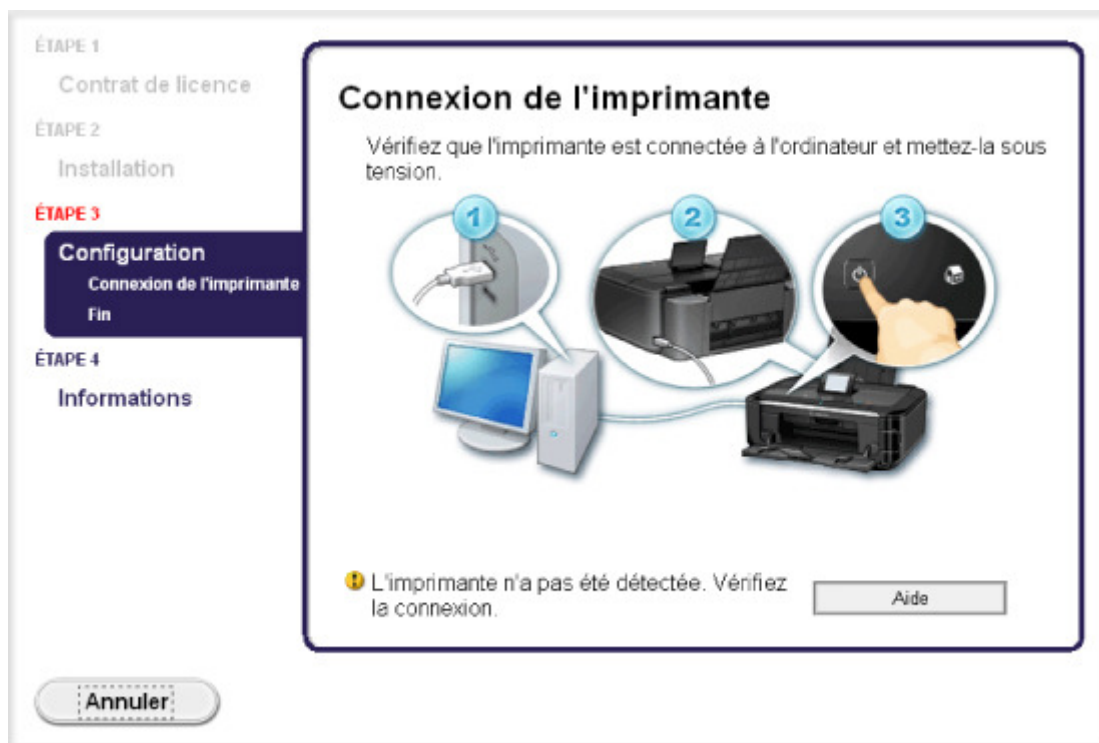 ÉTAPE 1
Contrat de licence
ÉTAPE 2
Installation
ÉTAPE 3
Configuration
Connexion de l'imprimante
Fin
ÉTAPE 4
Informations
Connexion de l'imprimante
Vérifiez que l'imprimante est connectée à l'ordinateur et mettez-la sous
tension.
1
2
3
L'imprimante n'a pas été détectée. Vérifiez
la connexion.
Aide
Annuler